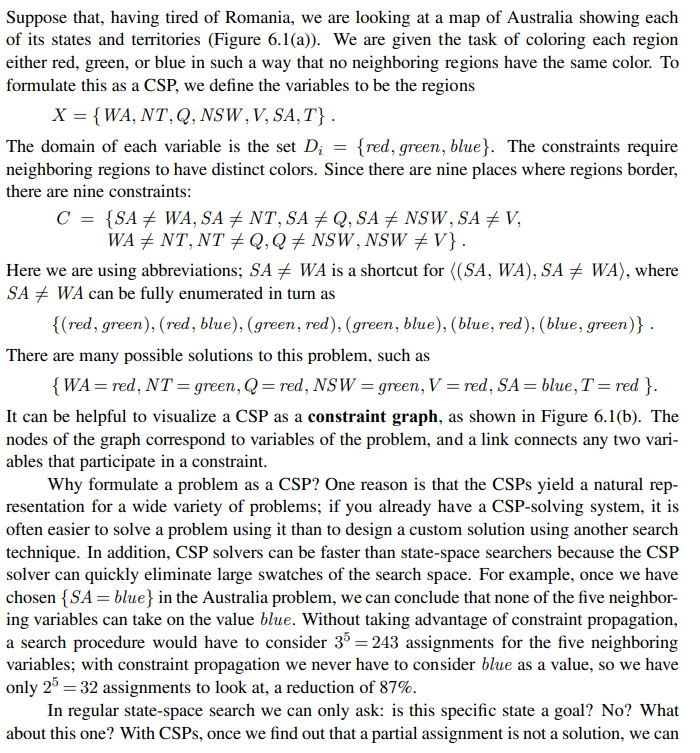 Suppose that, having tired of Romania, we are looking at a map of Australia showing each
of its states and territories (Figure 6.1(a)). We are given the task of coloring each region
either red, green, or blue in such a way that no neighboring regions have the same color. To
formulate this as a CSP, we define the variables to be the regions
X = {WA, NT, Q, NSW, V, SA, T} .
The domain of each variable is the set Dᵢ = {red, green, blue}. The constraints require
neighboring regions to have distinct colors. Since there are nine places where regions border,
there are nine constraints:
C = {SA ≠ WA, SA ≠ NT, SA ≠ Q, SA ≠ NSW, SA ≠ V,
WA ≠ NT, NT ≠ Q, Q ≠ NSW, NSW ≠ V} .
Here we are using abbreviations; SA ≠ WA is a shortcut for ⟨(SA, WA), SA ≠ WA⟩, where
SA ≠ WA can be fully enumerated in turn as
{(red, green), (red, blue), (green, red), (green, blue), (blue, red), (blue, green)} .
There are many possible solutions to this problem, such as
{WA = red, NT = green, Q = red, NSW = green, V = red, SA = blue, T = red }.
It can be helpful to visualize a CSP as a constraint graph, as shown in Figure 6.1(b). The
nodes of the graph correspond to variables of the problem, and a link connects any two vari-
ables that participate in a constraint.
Why formulate a problem as a CSP? One reason is that the CSPs yield a natural rep-
resentation for a wide variety of problems; if you already have a CSP-solving system, it is
often easier to solve a problem using it than to design a custom solution using another search
technique. In addition, CSP solvers can be faster than state-space searchers because the CSP
solver can quickly eliminate large swatches of the search space. For example, once we have
chosen {SA = blue} in the Australia problem, we can conclude that none of the five neighbor-
ing variables can take on the value blue. Without taking advantage of constraint propagation,
a search procedure would have to consider 3⁵ = 243 assignments for the five neighboring
variables; with constraint propagation we never have to consider blue as a value, so we have
only 2⁵ = 32 assignments to look at, a reduction of 87%.
In regular state-space search we can only ask: is this specific state a goal? No? What
about this one? With CSPs, once we find out that a partial assignment is not a solution, we can